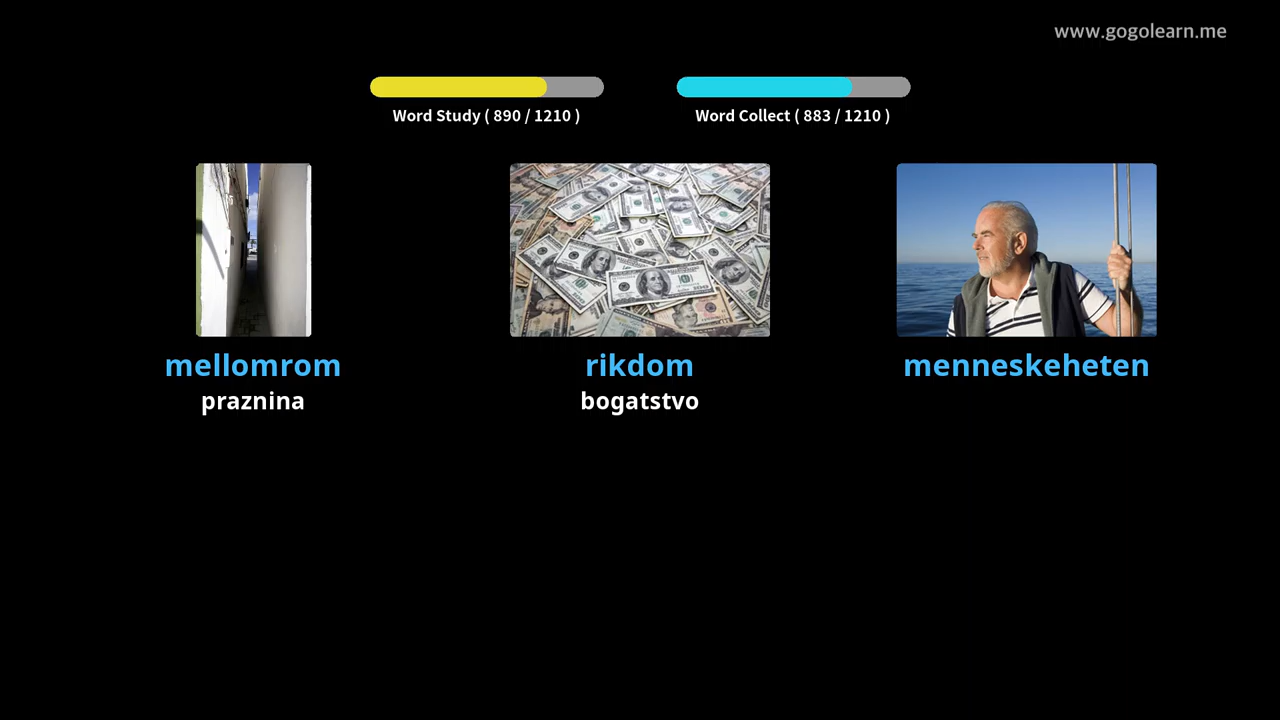 www.gogolearn.me
Word Study ( 890 / 1210 )
Word Collect ( 883 / 1210 )
mellomrom
praznina
rikdom
bogatstvo
menneskeheten